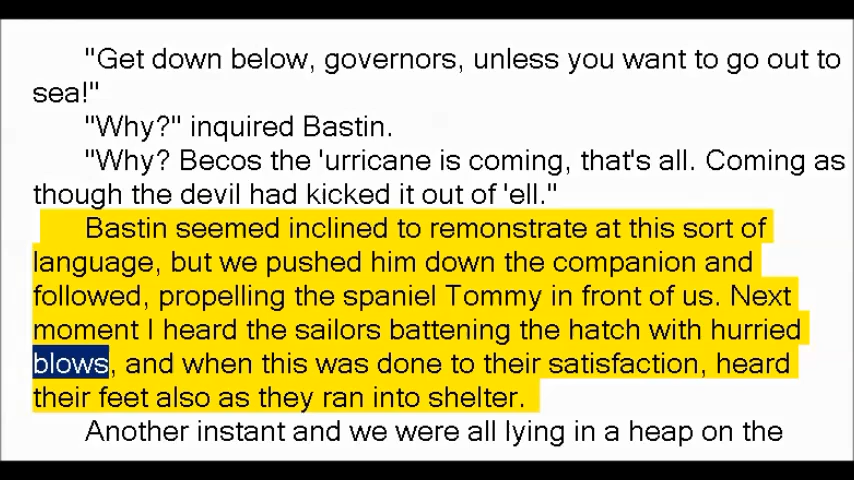 "Get down below, governors, unless you want to go out to
sea!"
"Why?" inquired Bastin.
"Why? Becos the 'urricane is coming, that's all. Coming as
though the devil had kicked it out of 'ell."
Bastin seemed inclined to remonstrate at this sort of
language, but we pushed him down the companion and
followed, propelling the spaniel Tommy in front of us. Next
moment I heard the sailors battening the hatch with hurried
blows, and when this was done to their satisfaction, heard
their feet also as they ran into shelter.
Another instant and we were all lying in a heap on the